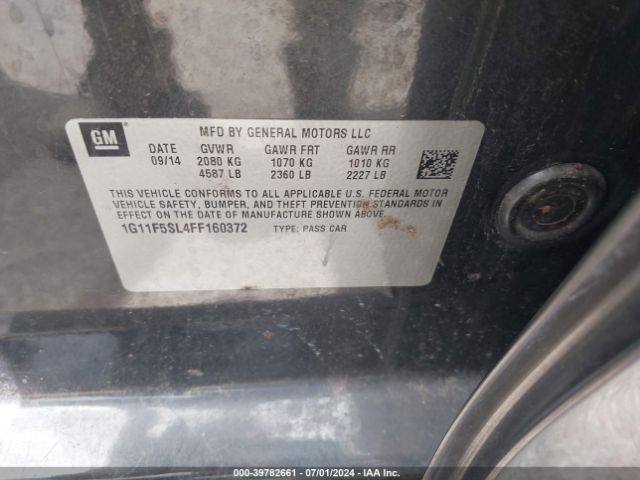 GM
MFD BY GENERAL MOTORS LLC
DATE GVWR GAWR FRT GAWR RR
09/14 2080 KG 1070 KG 1010 KG
4587 LB 2360 LB 2227 LB
THIS VEHICLE CONFORMS TO ALL APPLICABLE U.S. FEDERAL MOTOR
VEHICLE SAFETY, BUMPER, AND THEFT PREVENTION STANDARDS IN
EFFECT ON THE DATE OF MANUFACTURE SHOWN ABOVE.
1G11F5SL4FF160372 TYPE: PASS CAR
000-39782661 - 07/01/2024 - IAA Inc.